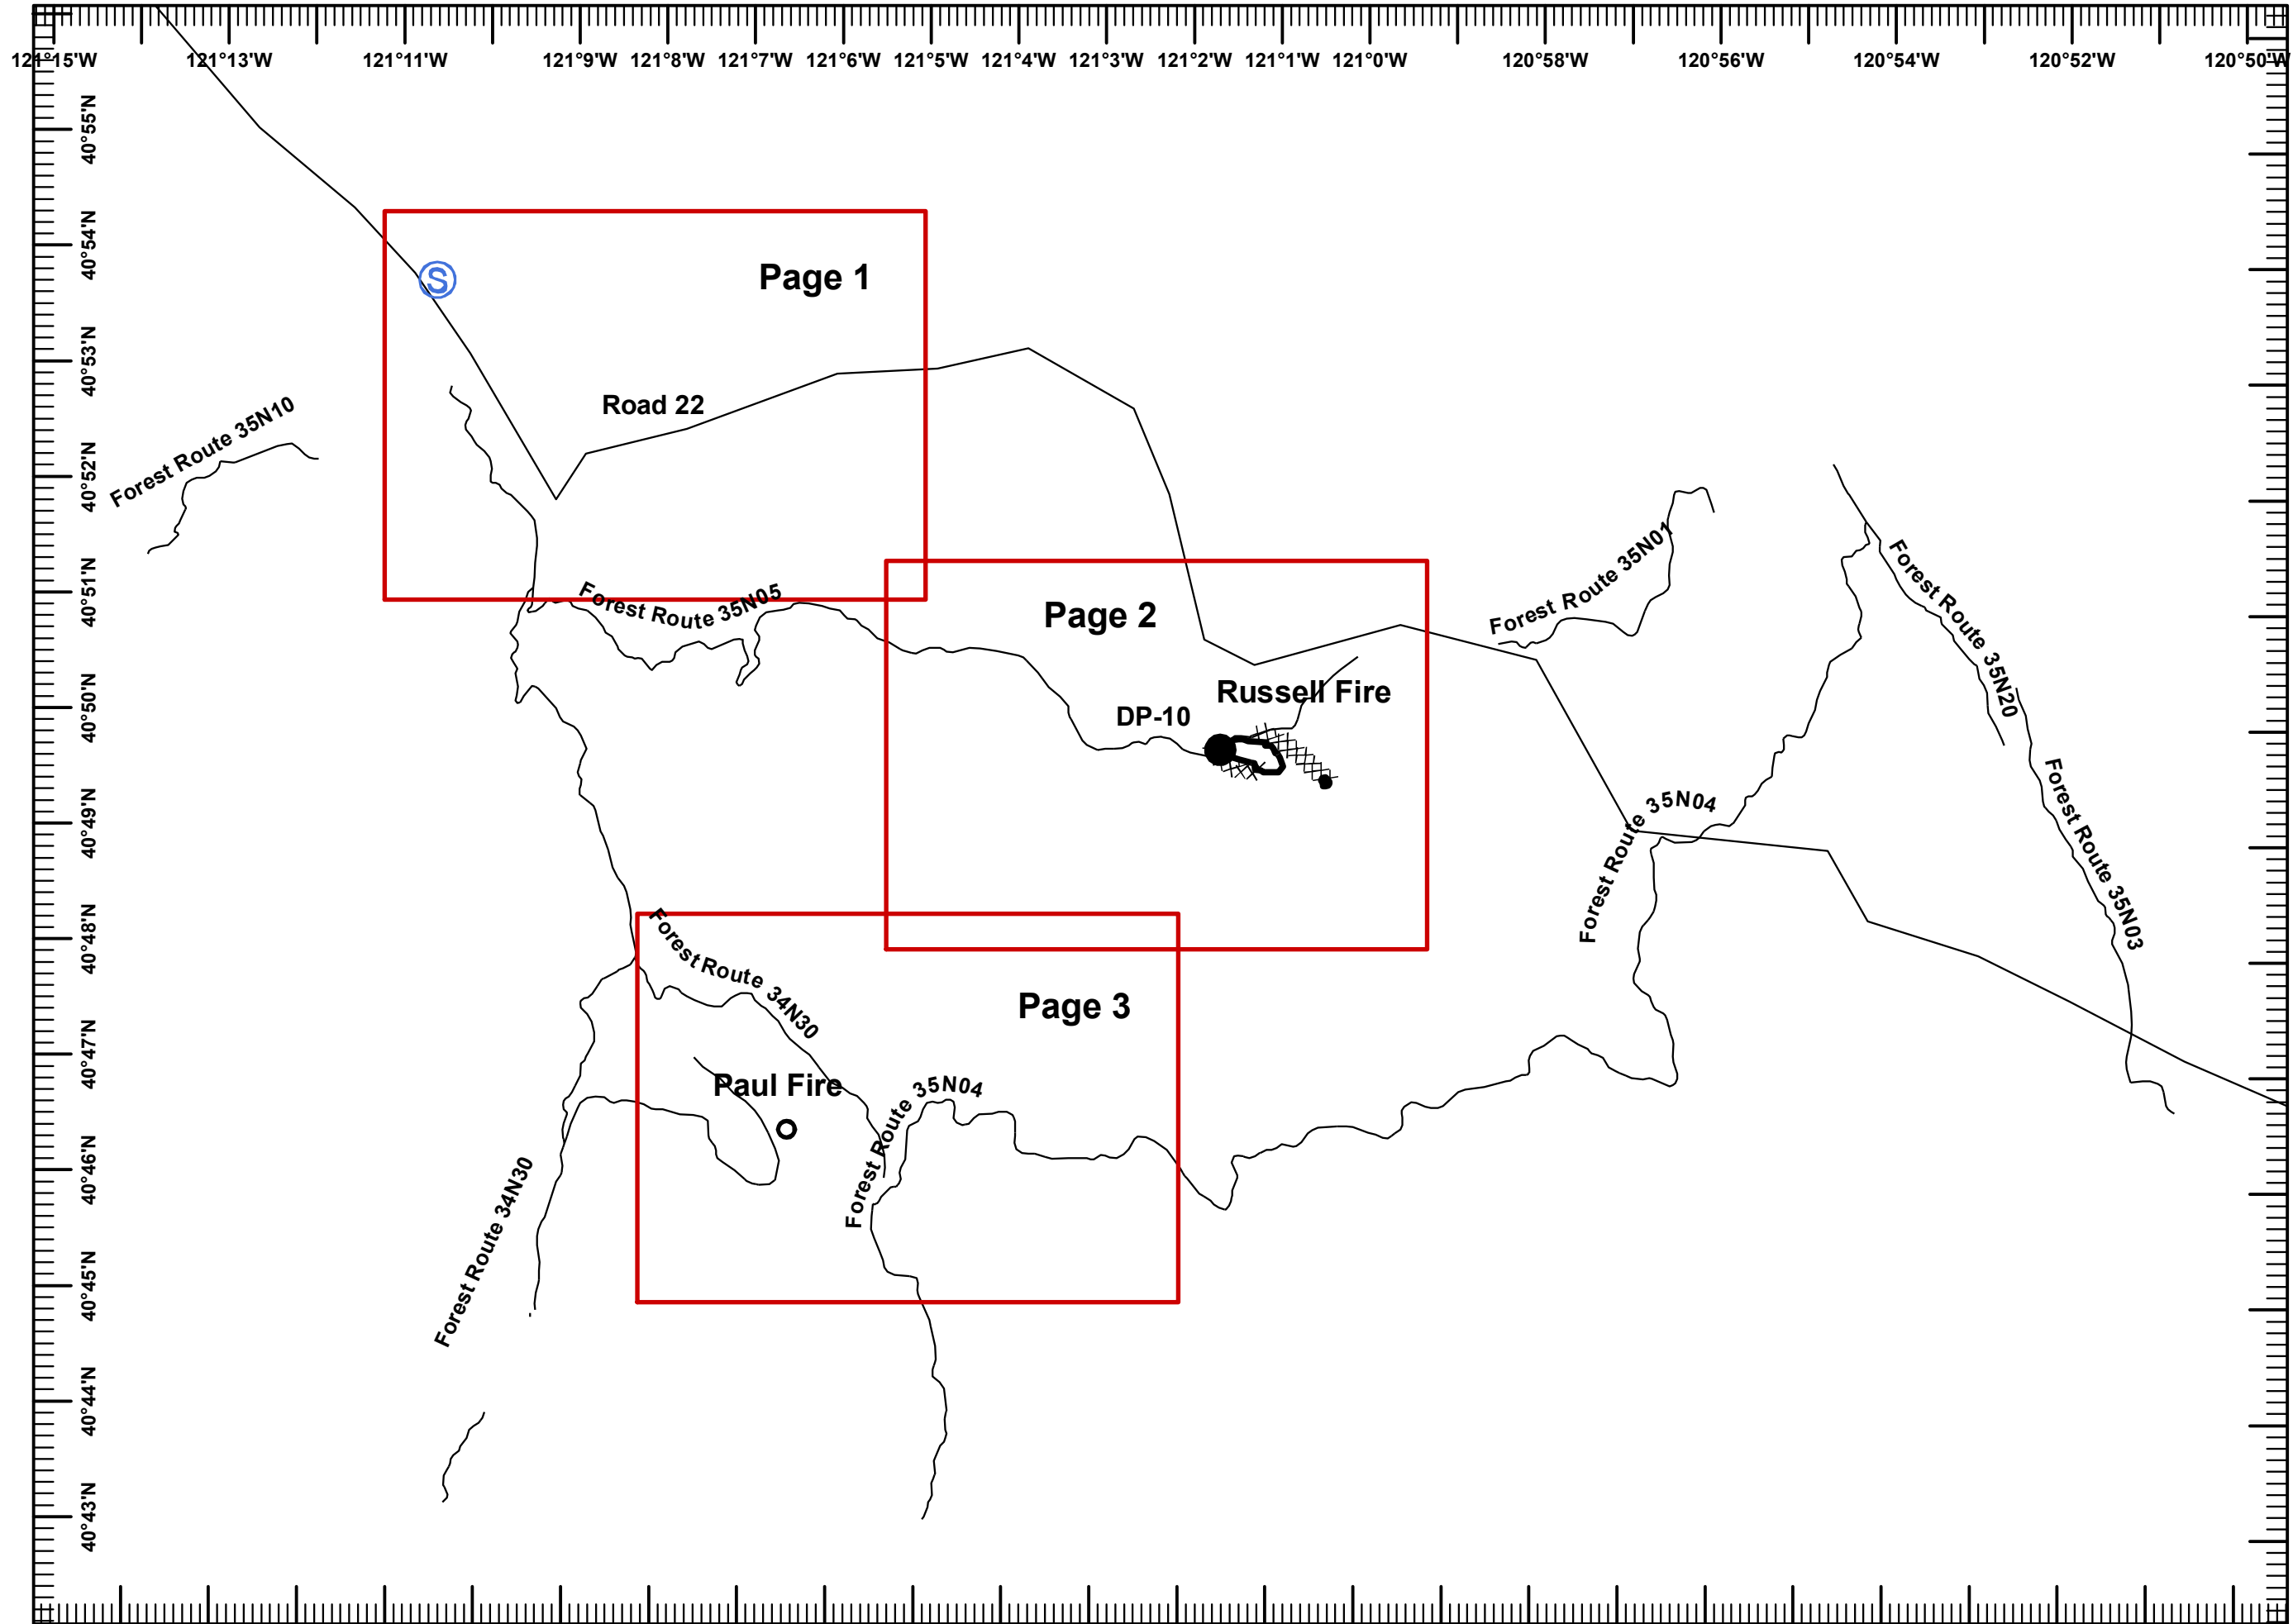 121°15'W
121°13'W
121°11'W
121°9'W
121°8'W
121°7'W
121°6'W
121°5'W
121°4'W
121°3'W
121°2'W
121°1'W
121°0'W
120°58'W
120°56'W
120°54'W
120°52'W
120°50'W
40°55'N
40°54'N
40°53'N
40°52'N
40°51'N
40°50'N
40°49'N
40°48'N
40°47'N
40°46'N
40°45'N
40°44'N
40°43'N
S
Page 1
Road 22
Forest Route 35N10
Forest Route 35N05
Page 2
Forest Route 35N01
Forest Route 35N20
Russell Fire
DP-10
Forest Route 35N04
Forest Route 35N03
Forest Route 34N30
Page 3
Paul Fire
Forest Route 35N04
Forest Route 34N30